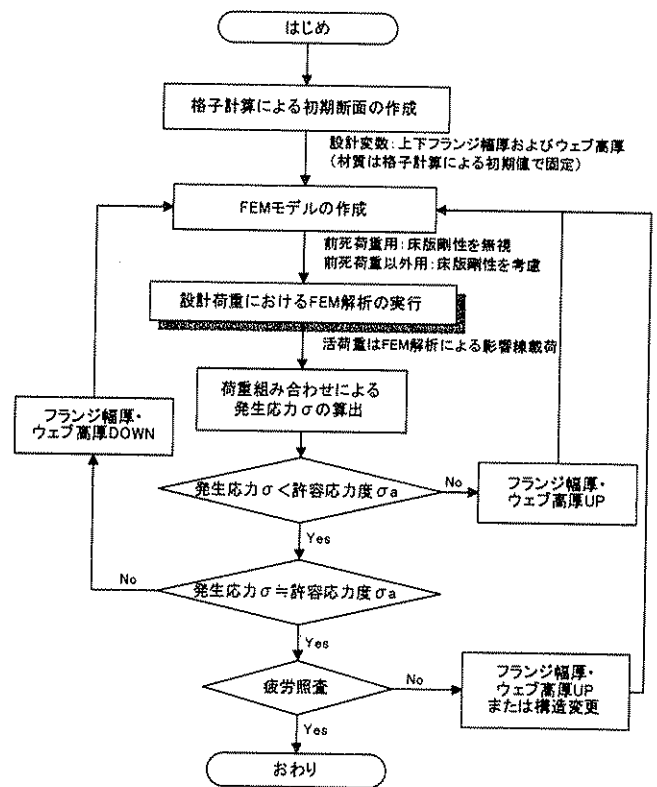 はじめ
格子計算による初期断面の作成
設計変数：上下フランジ幅厚およびウェブ高厚
（材質は格子計算による初期値で固定）
FEMモデルの作成
前死荷重用：床版剛性を無視
前死荷重以外用：床版剛性を考慮
設計荷重におけるFEM解析の実行
活荷重はFEM解析による影響線載荷
荷重組み合わせによる
発生応力σの算出
フランジ幅厚・
ウェブ高厚DOWN
発生応力σ＜許容応力度σa
No
フランジ幅厚・
ウェブ高厚UP
Yes
No
発生応力σ≒許容応力度σa
Yes
疲労照査
No
フランジ幅厚・
ウェブ高厚UP
または構造変更
Yes
おわり